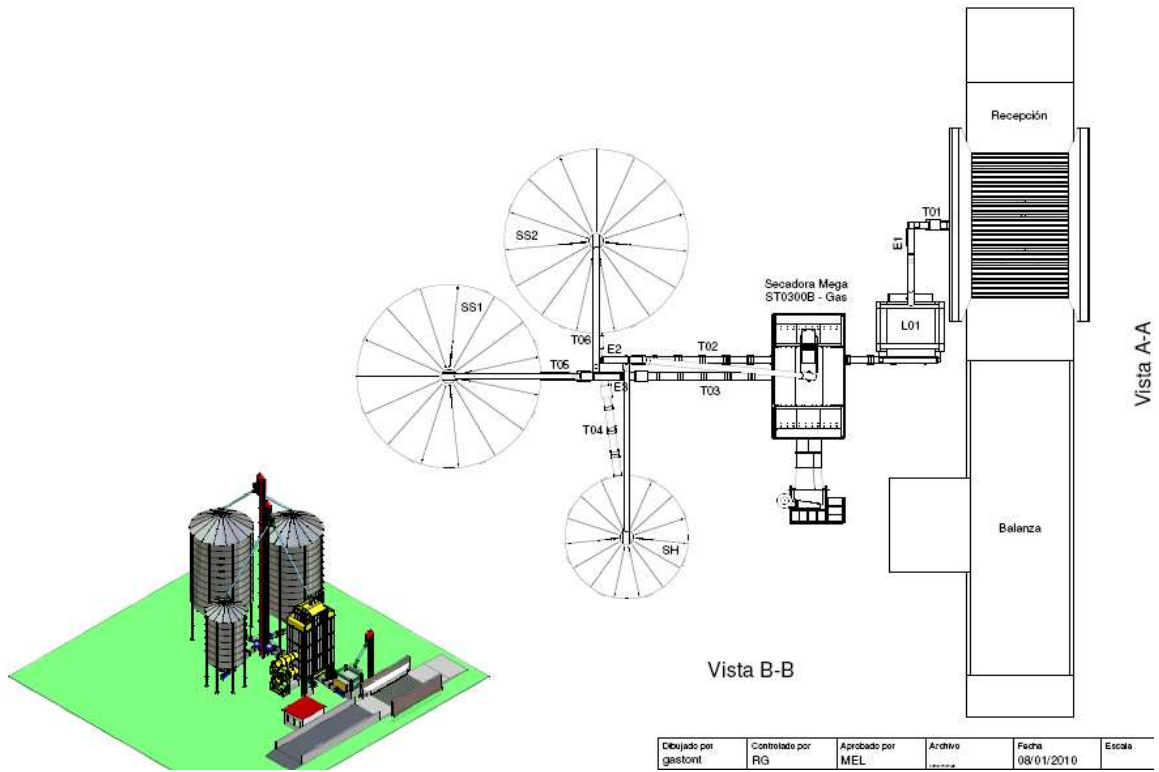 Recepción
T01
E1
SS2
Secadora Mega
ST0300B - Gas
SS1
L01
T06
E2
T02
T05
E3
T03
Vista A-A
T04
Balanza
SH
Vista B-B
Dibujado por
gastont
Controlado por
RG
Aprobado por
MEL
Archivo
Fecha
08/01/2010
Escala